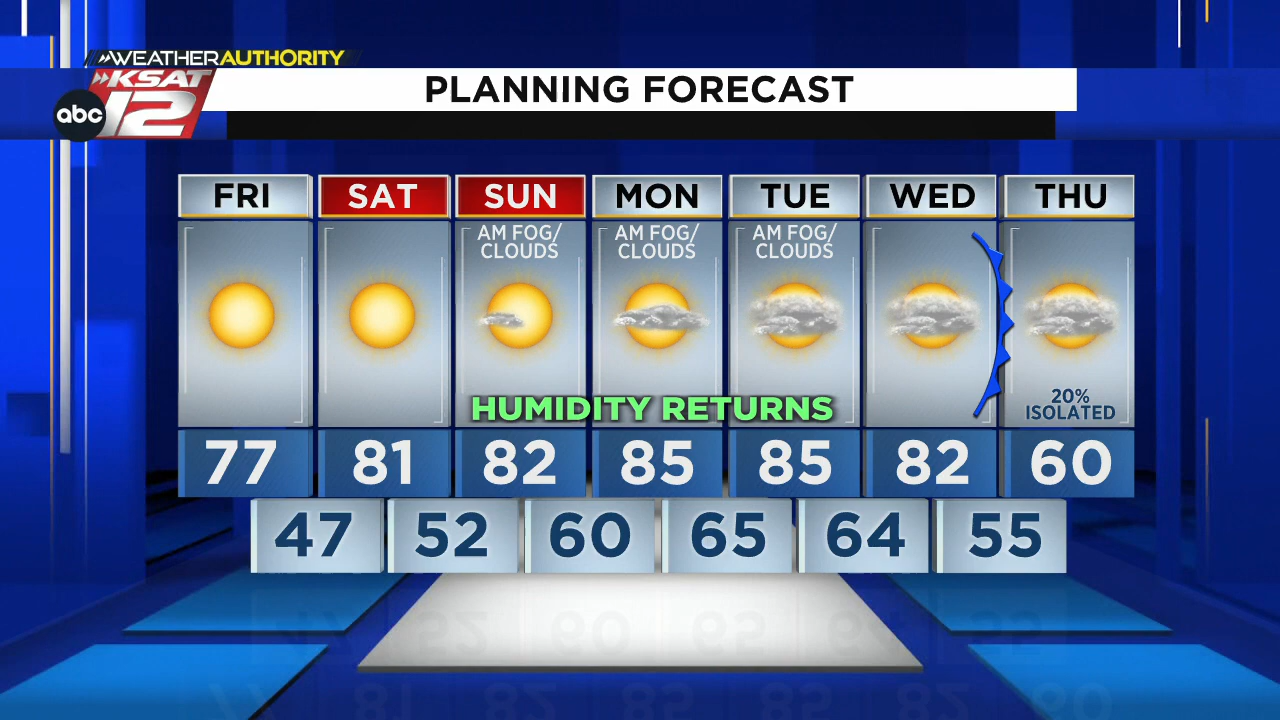 WEATHERAUTHORITY
KSAT
abc 12
PLANNING FORECAST
FRI SAT SUN MON TUE WED THU
AM FOG/ AM FOG/ AM FOG/
CLOUDS CLOUDS CLOUDS
20%
HUMIDITY RETURNS ISOLATED
77 81 82 85 85 82 60
47 52 60 65 64 55